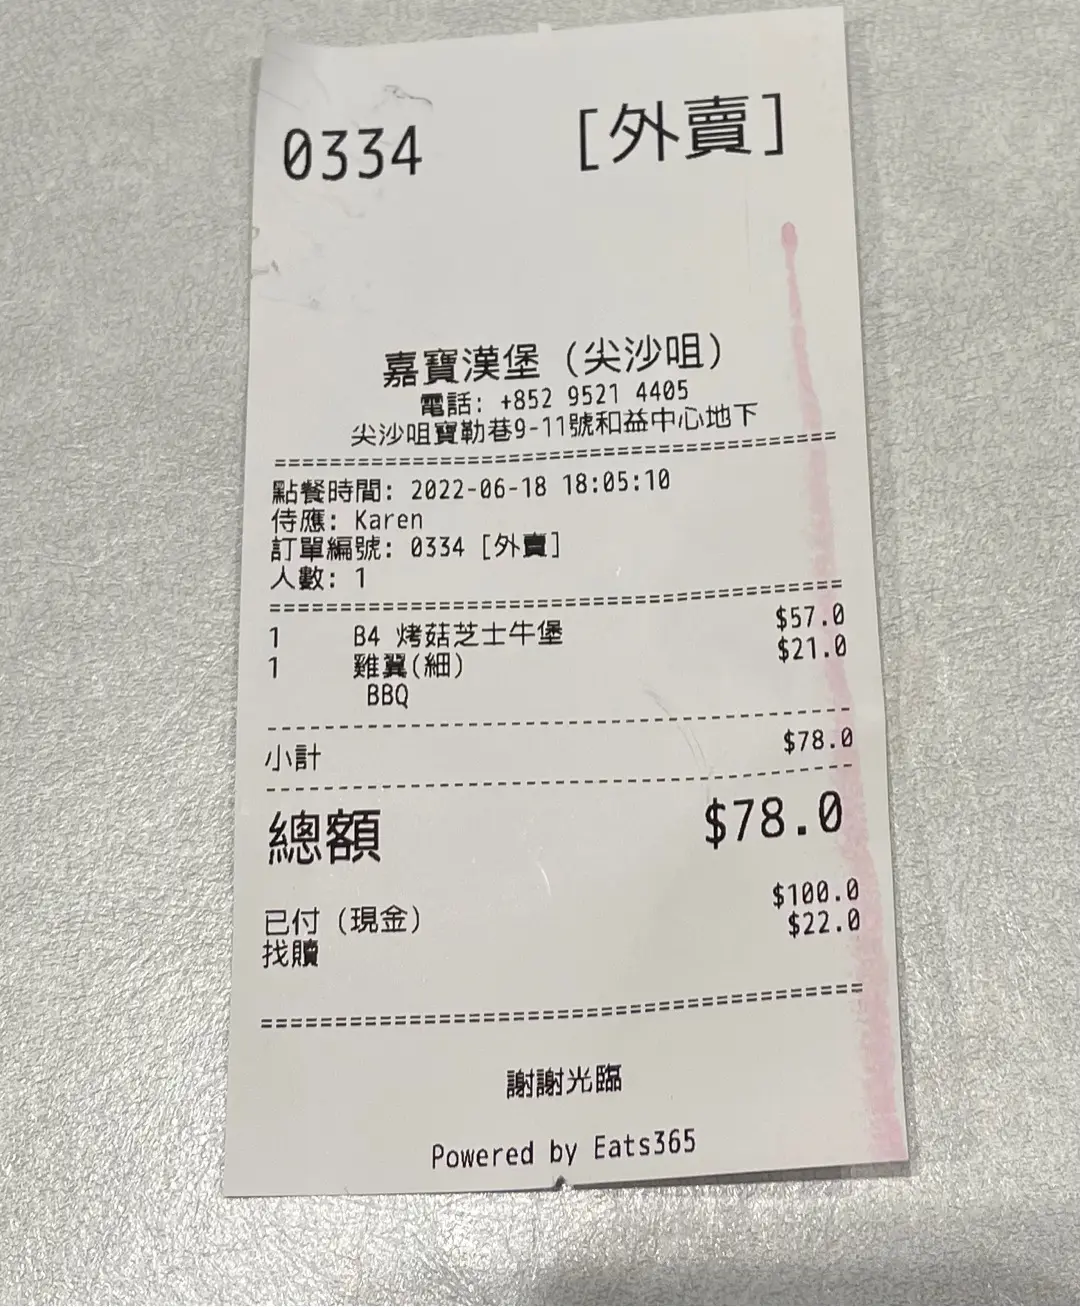 0334 [外賣]
嘉寶漢堡 (尖沙咀)
電話: +852 9521 4405
尖沙咀寶勒巷9-11號和益中心地下
====================================
點餐時間: 2022-06-18 18:05:10
侍應: Karen
訂單編號: 0334 [外賣]
人數: 1
====================================
1 B4 烤菇芝士牛堡 $57.0
1 雞翼(細) $21.0
BBQ
------------------------------------
小計 $78.0
------------------------------------
總額 $78.0
已付 (現金) $100.0
找贖 $22.0
====================================
謝謝光臨
Powered by Eats365